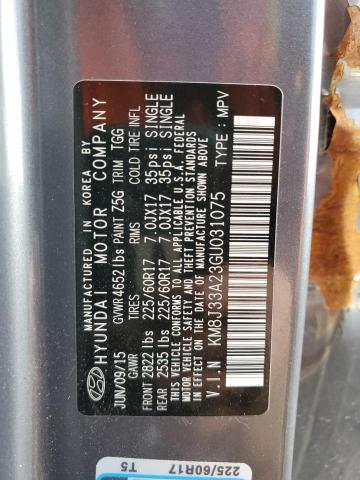 MANUFACTURED IN KOREA BY
HYUNDAI MOTOR COMPANY
JUN/09/15 GVWR 4652 lbs PAINT Z5G TRIM TGG
GAWR TIRES RIMS COLD TIRE INFL
FRONT 2822 lbs 225/60R17 7.0JX17 35psi SINGLE
REAR 2535 lbs 225/60R17 7.0JX17 35psi SINGLE
THIS VEHICLE CONFORMS TO ALL APPLICABLE U.S.A. FEDERAL
MOTOR VEHICLE SAFETY, BUMPER AND THEFT PREVENTION
STANDARDS IN EFFECT ON THE DATE OF MANUFACTURE SHOWN ABOVE.
V.I.N KM8J33A23GU031075 TYPE: MPV
225/60R17
T5